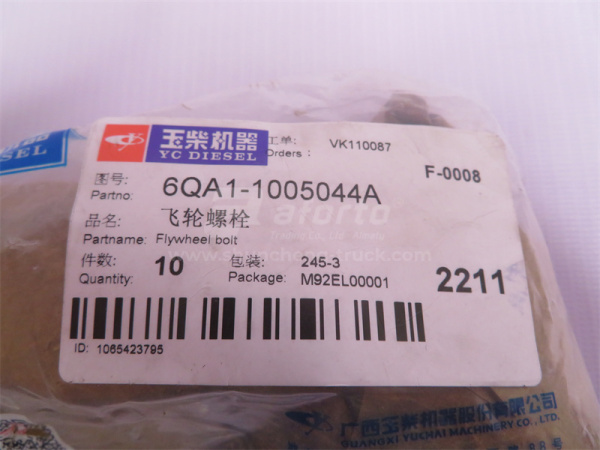 玉柴机器
YC DIESEL
工单:
Orders :
VK110087
F-0008
图号:
Partno:
6QA1-1005044A
品名:
飞轮螺栓
Partname: Flywheel bolt
件数:
Quantity:
10
包装:
Package:
245-3
M92EL00001
2211
ID: 1065423795
SEL
aforto
广西玉柴机器股份有限公司
GUANGXI YUCHAI MACHINERY CO., LTD.